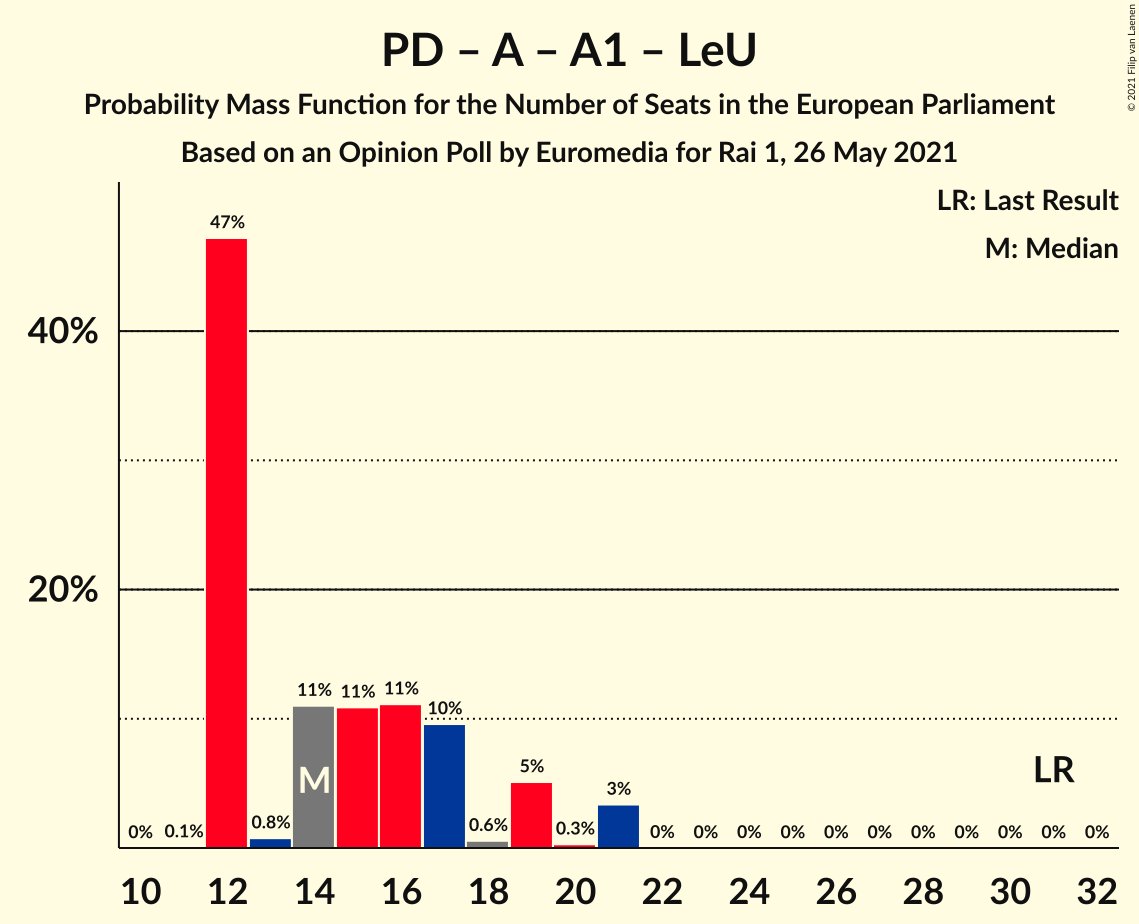 PD – A – A1 – LeU
Probability Mass Function for the Number of Seats in the European Parliament
Based on an Opinion Poll by Euromedia for Rai 1, 26 May 2021
© 2021 Filip van Laenen
LR: Last Result
M: Median
40%
20%
0% 0.1% 47% 0.8% 11% 11% 11% 10% 0.6% 5% 0.3% 3% 0% 0% 0% 0% 0% 0% 0% 0% 0% 0% 0%
M
LR
10 12 14 16 18 20 22 24 26 28 30 32